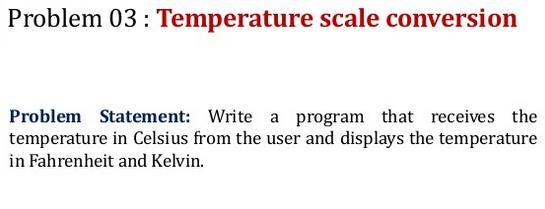 Problem 03 : Temperature scale conversion
Problem Statement: Write a program that receives the
temperature in Celsius from the user and displays the temperature
in Fahrenheit and Kelvin.